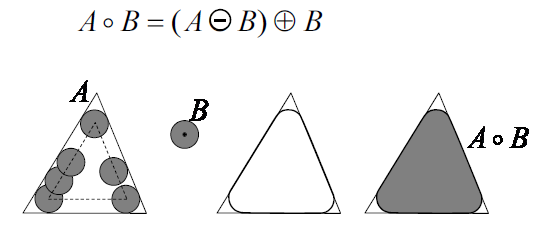 A ∘ B = ( A ⊖ B) ⊕ B
A
B
A ∘ B